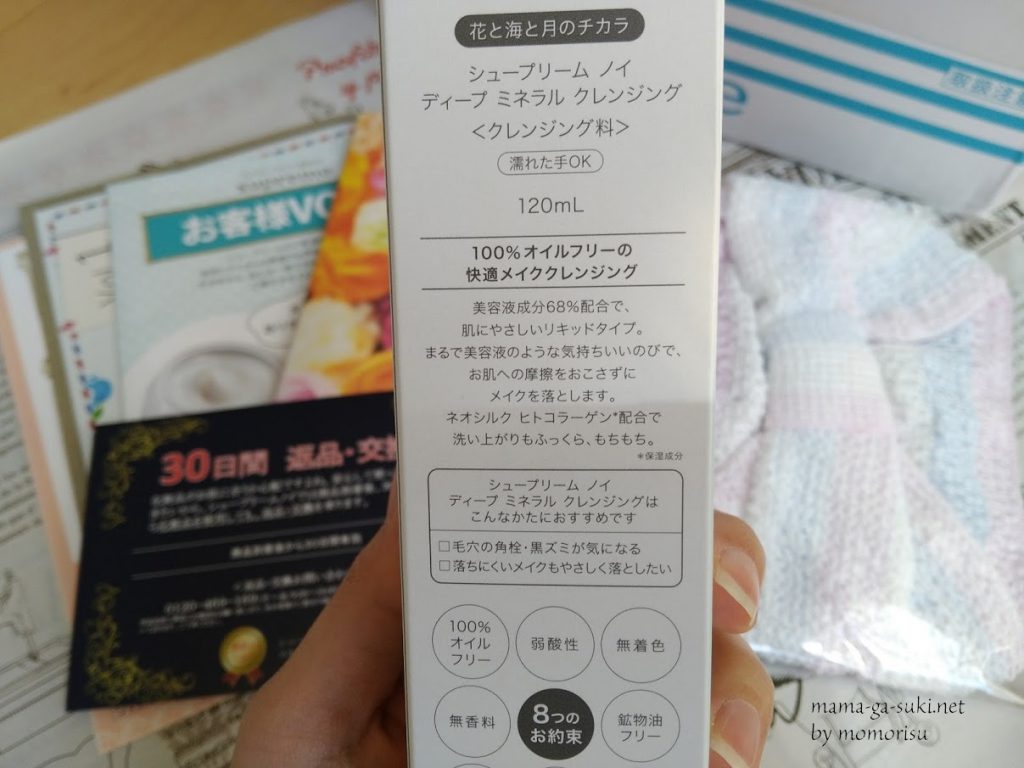 花と海と月のチカラ
シュープリーム ノイ
ディープ ミネラル クレンジング
<クレンジング料>
濡れた手OK
120mL
100%オイルフリーの
快適メイククレンジング
美容液成分68%配合で、
肌にやさしいリキッドタイプ。
まるで美容液のような気持ちいいのびで、
お肌への摩擦をおこさずに
メイクを落とします。
ネオシルク ヒトコラーゲン*配合で
洗い上がりもふっくら、もちもち。
*保湿成分
シュープリーム ノイ
ディープ ミネラル クレンジングは
こんなかたにおすすめです
□毛穴の角栓・黒ズミが気になる
□落ちにくいメイクもやさしく落としたい
100%
オイル
フリー
弱酸性
無着色
無香料
8つの
お約束
鉱物油
フリー
お客様VO
30日間 返品・交
取扱注意
mama-ga-suki.net
by momorisu